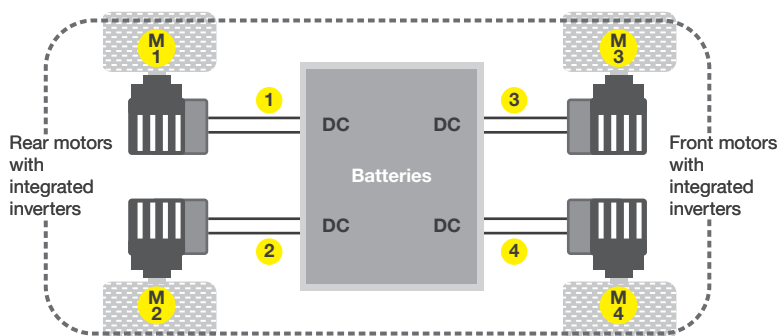 M
1
M
3
1
3
DC
DC
Rear motors
with
integrated
inverters
Batteries
Front motors
with
integrated
inverters
DC
DC
2
4
M
2
M
4